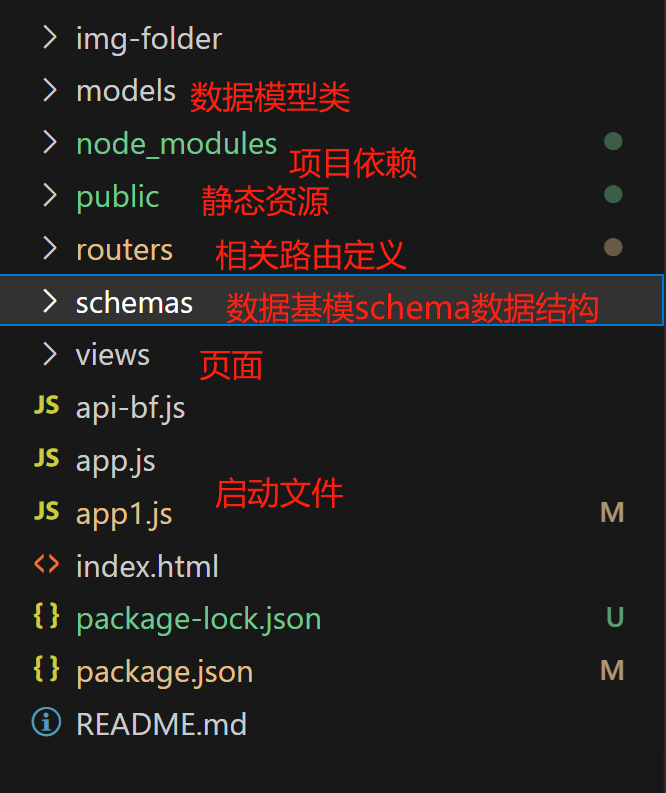 img-folder
models 数据模型类
node_modules 项目依赖
public 静态资源
routers 相关路由定义
schemas 数据基模schema数据结构
views 页面
JS api-bf.js
JS app.js
启动文件
JS app1.js M
<> index.html
{} package-lock.json U
{} package.json M
README.md